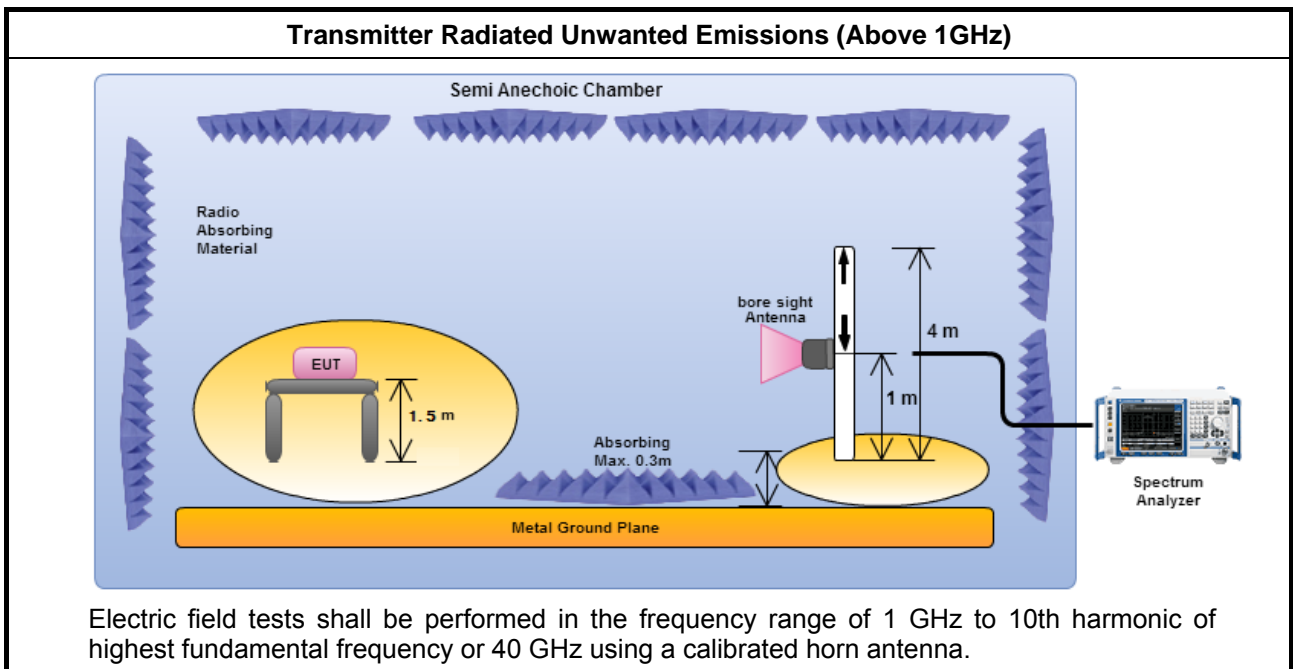 Transmitter Radiated Unwanted Emissions (Above 1GHz)
Semi Anechoic Chamber
Radio
Absorbing
Material
bore sight
Antenna
4 m
EUT
1. 5 m
1 m
Absorbing
Max. 0.3m
Spectrum
Analyzer
Metal Ground Plane
Electric field tests shall be performed in the frequency range of 1 GHz to 10th harmonic of
highest fundamental frequency or 40 GHz using a calibrated horn antenna.